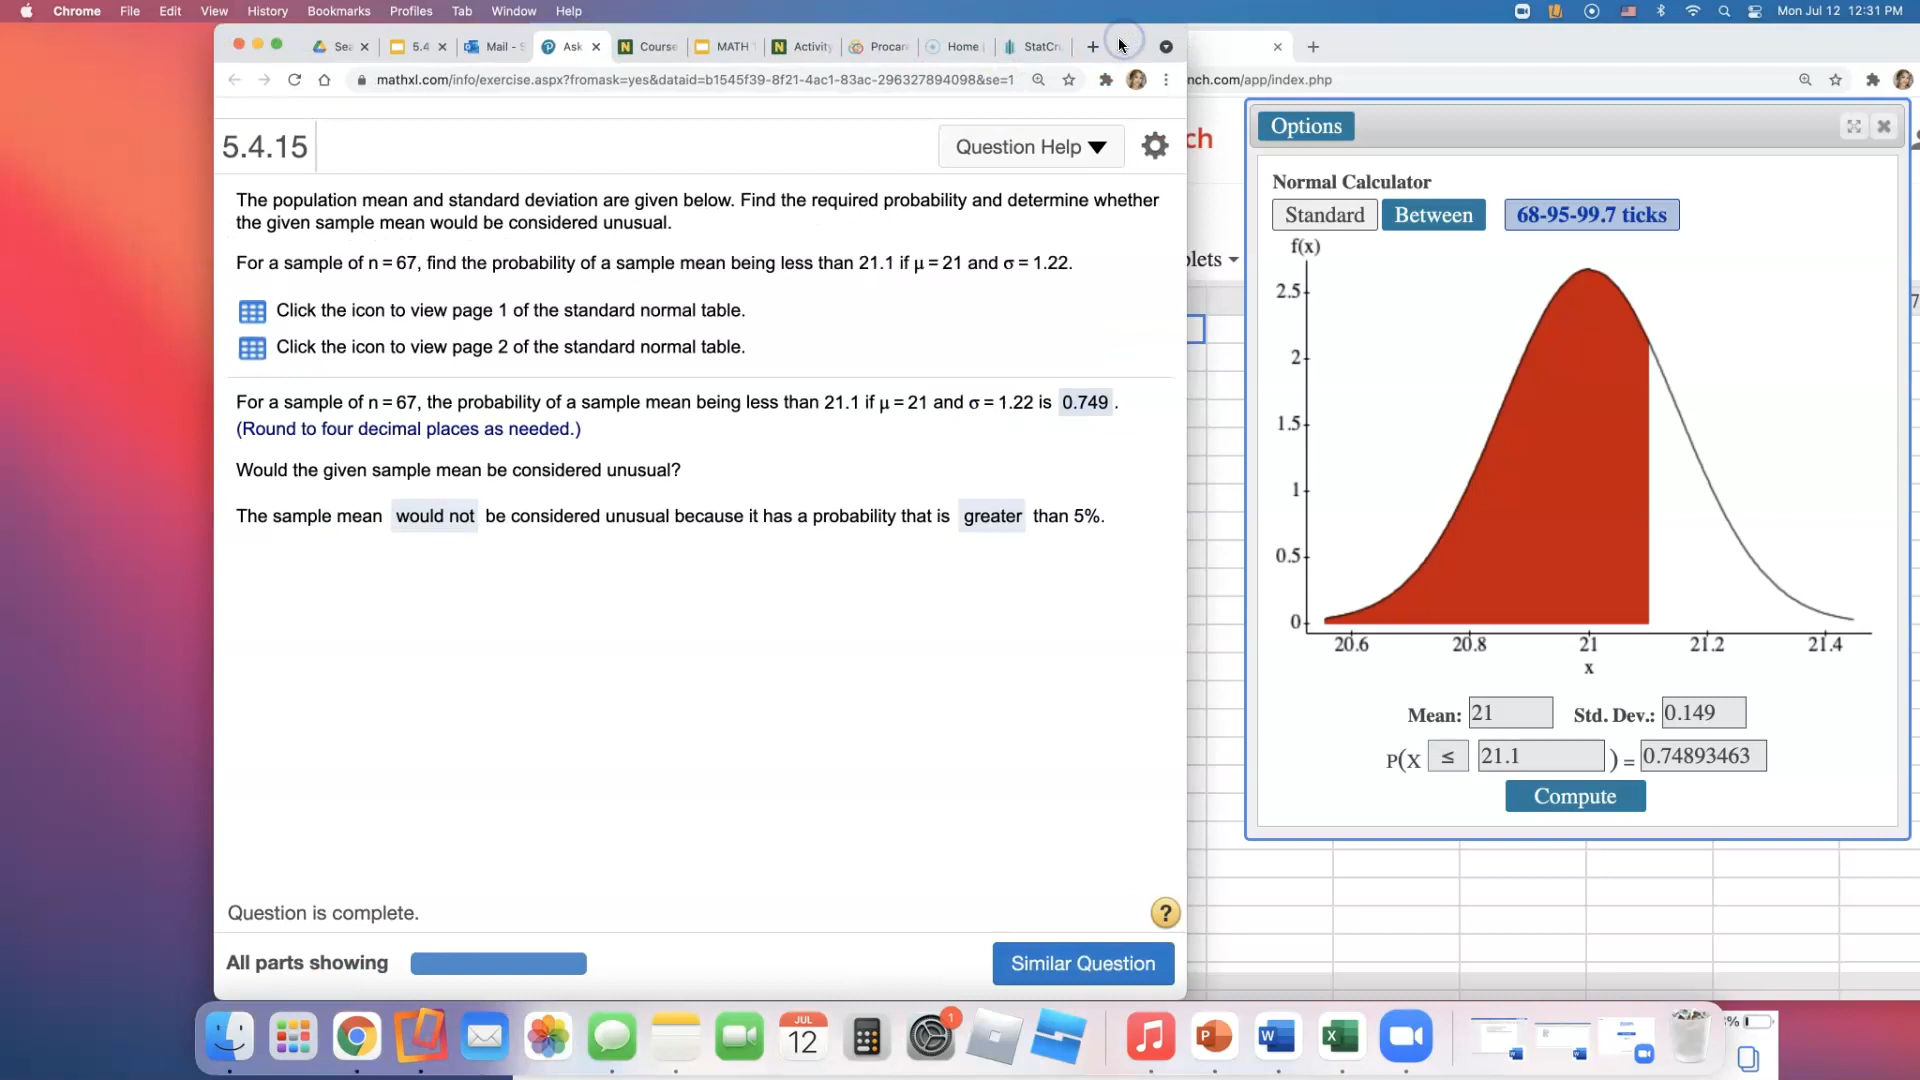 Chrome File Edit View History Bookmarks Profiles Tab Window Help Mon Jul 12 12:31 PM
Sea 5.4 Mail - S Ask Course MATH Activity Procar Home StatCr
mathxl.com/info/exercise.aspx?fromask=yes&dataid=b1545f39-8f21-4ac1-83ac-296327894098&se=1
nch.com/app/index.php
5.4.15
Question Help
ch
Options
The population mean and standard deviation are given below. Find the required probability and determine whether
the given sample mean would be considered unusual.
For a sample of n = 67, find the probability of a sample mean being less than 21.1 if μ = 21 and σ = 1.22.
Click the icon to view page 1 of the standard normal table.
Click the icon to view page 2 of the standard normal table.
For a sample of n = 67, the probability of a sample mean being less than 21.1 if μ = 21 and σ = 1.22 is 0.749 .
(Round to four decimal places as needed.)
Would the given sample mean be considered unusual?
The sample mean would not be considered unusual because it has a probability that is greater than 5%.
Question is complete.
?
All parts showing
Similar Question
plets
7
Normal Calculator
Standard Between 68-95-99.7 ticks
f(x)
2.5
2
1.5
1
0.5
0
20.6 20.8 21 21.2 21.4
x
Mean: 21 Std. Dev.: 0.149
P(X ≤ 21.1 ) = 0.74893463
Compute
JUL
12
1
P W X
%